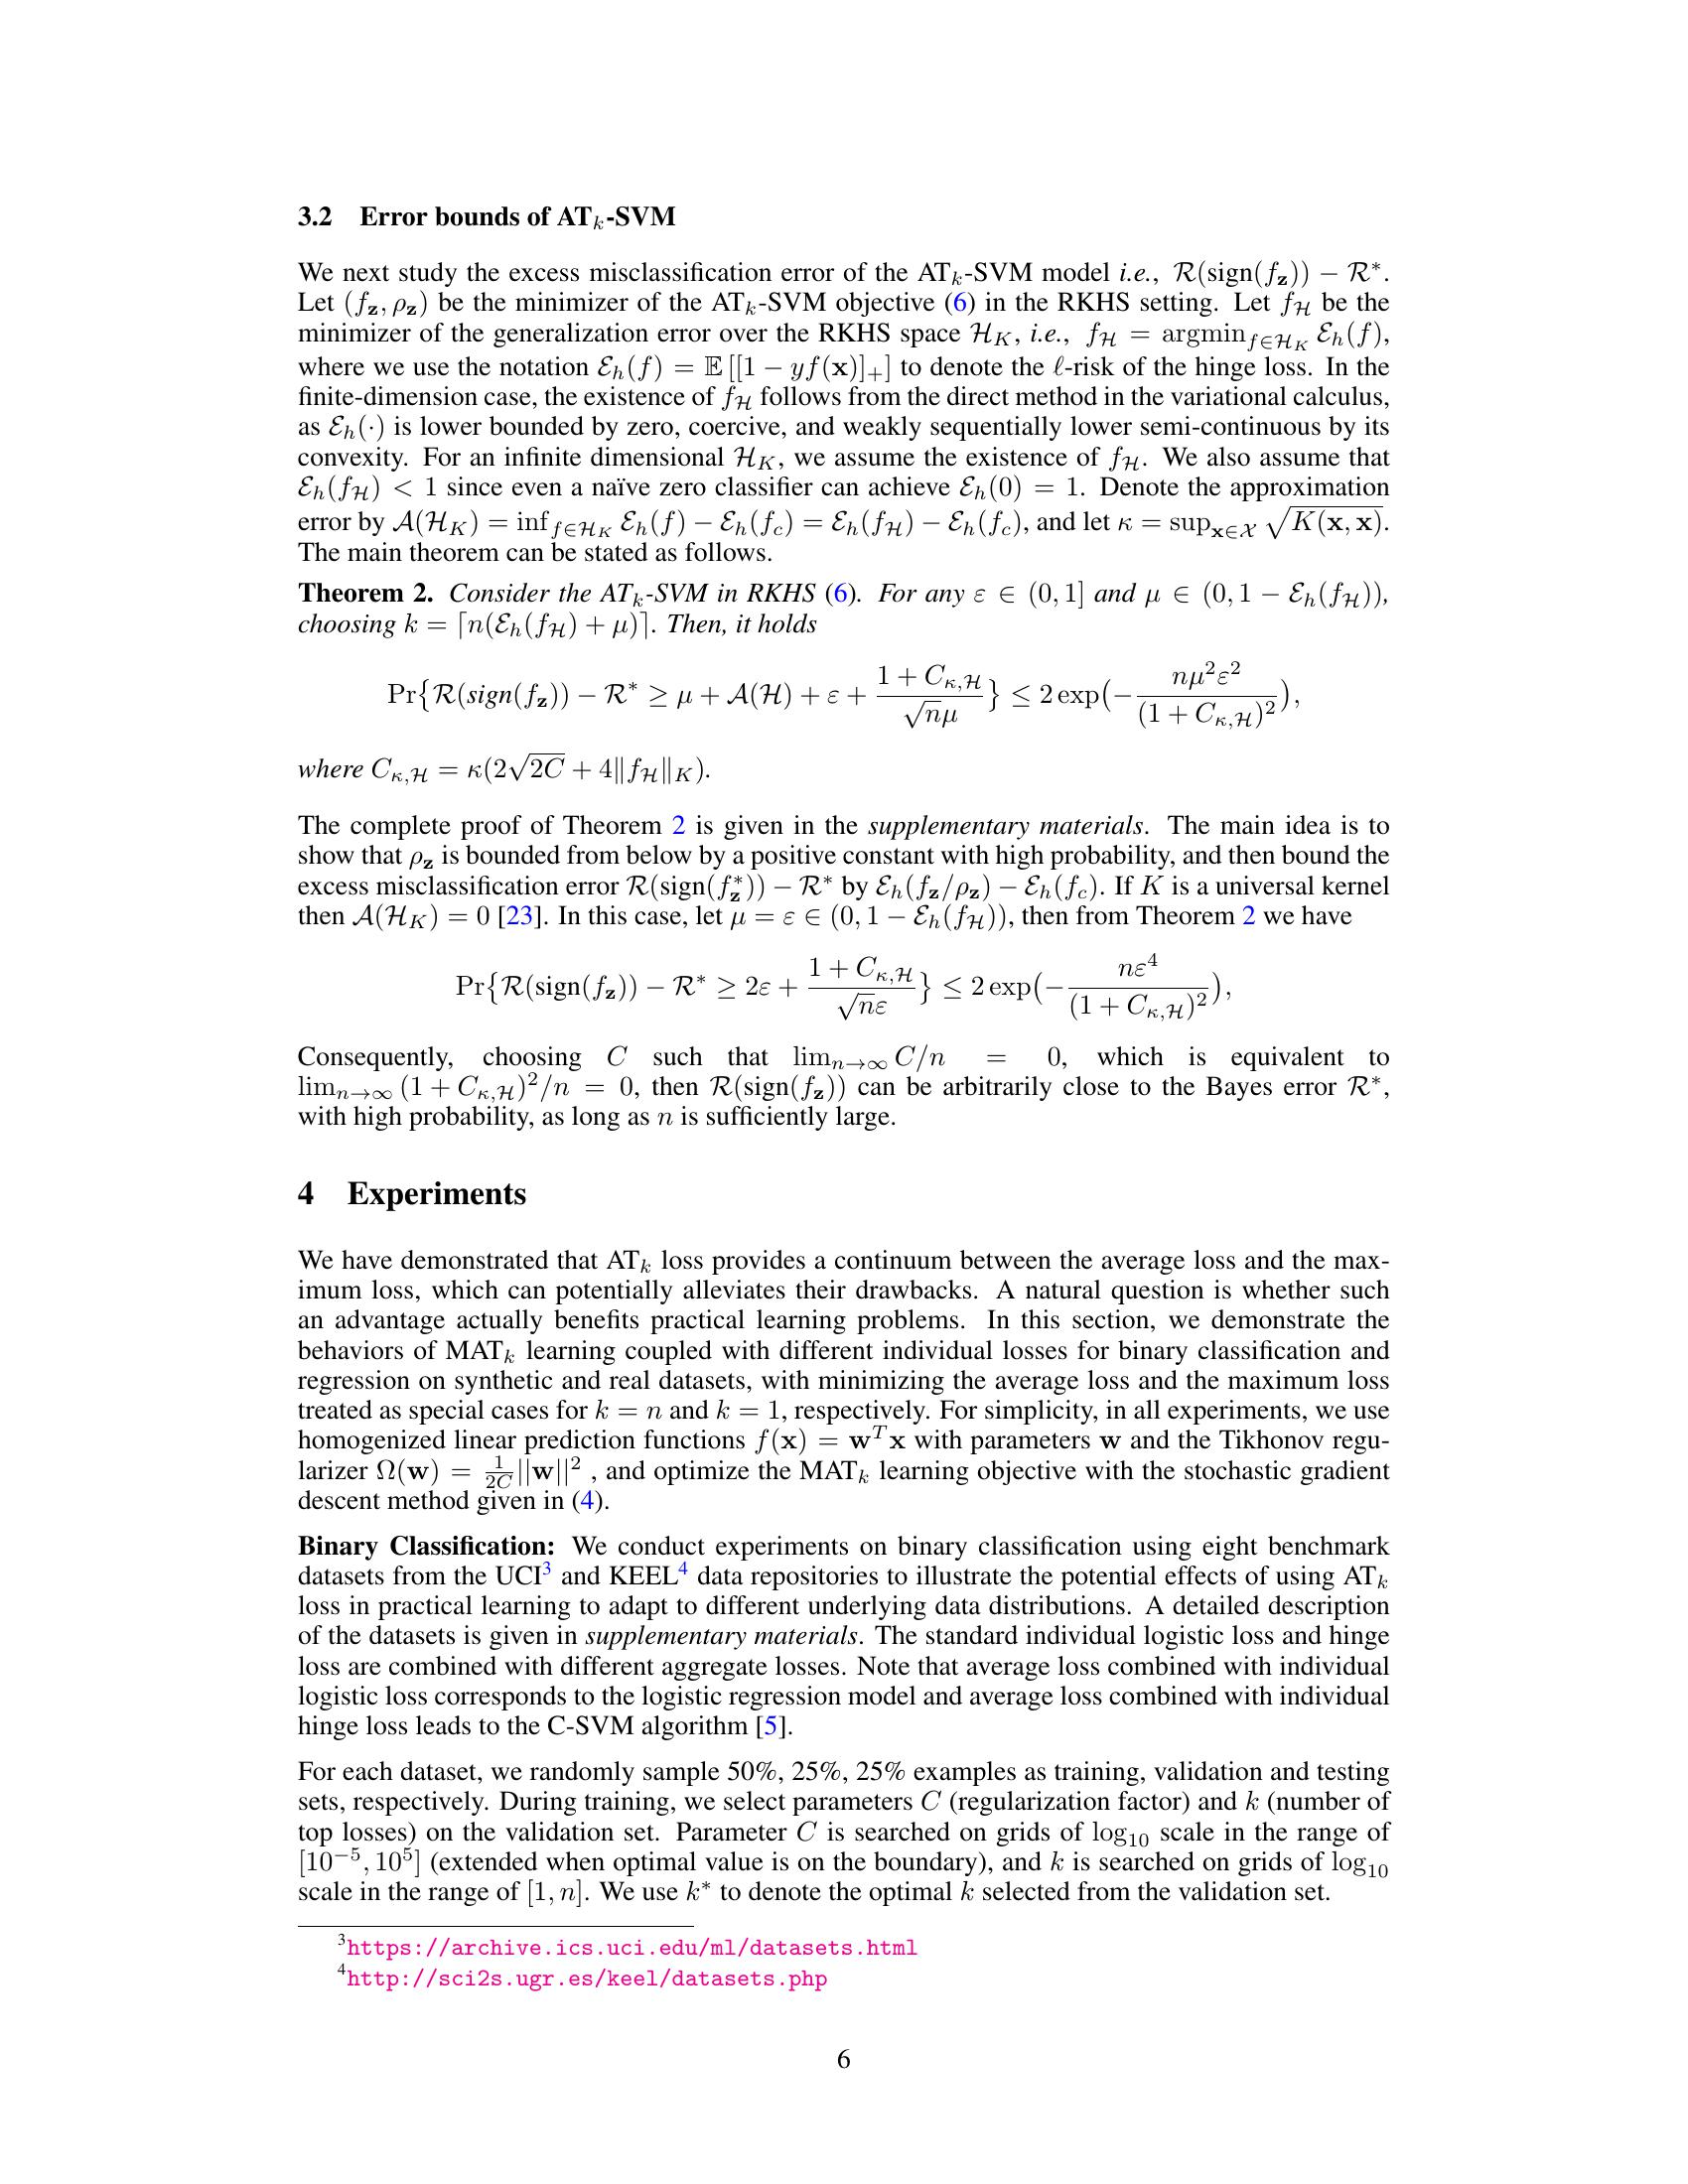 3.2 Error bounds of AT$_k$-SVM
We next study the excess misclassification error of the AT$_k$-SVM model i.e., $\mathcal{R}(\text{sign}(f_{\mathbf{z}})) - \mathcal{R}^*$.
Let $(f_{\mathbf{z}}, \rho_{\mathbf{z}})$ be the minimizer of the AT$_k$-SVM objective (6) in the RKHS setting. Let $f_{\mathcal{H}}$ be the
minimizer of the generalization error over the RKHS space $\mathcal{H}_K$, i.e., $f_{\mathcal{H}} = \text{argmin}_{f \in \mathcal{H}_K} \mathcal{E}_h(f)$,
where we use the notation $\mathcal{E}_h(f) = \mathbb{E}\left[[1 - yf(\mathbf{x})]_+\right]$ to denote the $\ell$-risk of the hinge loss. In the
finite-dimension case, the existence of $f_{\mathcal{H}}$ follows from the direct method in the variational calculus,
as $\mathcal{E}_h(\cdot)$ is lower bounded by zero, coercive, and weakly sequentially lower semi-continuous by its
convexity. For an infinite dimensional $\mathcal{H}_K$, we assume the existence of $f_{\mathcal{H}}$. We also assume that
$\mathcal{E}_h(f_{\mathcal{H}}) < 1$ since even a naïve zero classifier can achieve $\mathcal{E}_h(0) = 1$. Denote the approximation
error by $\mathcal{A}(\mathcal{H}_K) = \inf_{f \in \mathcal{H}_K} \mathcal{E}_h(f) - \mathcal{E}_h(f_c) = \mathcal{E}_h(f_{\mathcal{H}}) - \mathcal{E}_h(f_c)$, and let $\kappa = \sup_{\mathbf{x} \in \mathcal{X}} \sqrt{K(\mathbf{x}, \mathbf{x})}$.
The main theorem can be stated as follows.
Theorem 2. Consider the AT$_k$-SVM in RKHS (6). For any $\varepsilon \in (0, 1]$ and $\mu \in (0, 1 - \mathcal{E}_h(f_{\mathcal{H}}))$,
choosing $k = \lceil n(\mathcal{E}_h(f_{\mathcal{H}}) + \mu) \rceil$. Then, it holds
$\Pr\{\mathcal{R}(sign(f_{\mathbf{z}})) - \mathcal{R}^* \geq \mu + \mathcal{A}(\mathcal{H}) + \varepsilon + \frac{1 + C_{\kappa,\mathcal{H}}}{\sqrt{n}\mu}\} \leq 2\exp(-\frac{n\mu^2\varepsilon^2}{(1 + C_{\kappa,\mathcal{H}})^2})$,
where $C_{\kappa,\mathcal{H}} = \kappa(2\sqrt{2C} + 4\|f_{\mathcal{H}}\|_K)$.
The complete proof of Theorem 2 is given in the supplementary materials. The main idea is to
show that $\rho_{\mathbf{z}}$ is bounded from below by a positive constant with high probability, and then bound the
excess misclassification error $\mathcal{R}(\text{sign}(f^*_{\mathbf{z}})) - \mathcal{R}^*$ by $\mathcal{E}_h(f_{\mathbf{z}}/\rho_{\mathbf{z}}) - \mathcal{E}_h(f_c)$. If $K$ is a universal kernel
then $\mathcal{A}(\mathcal{H}_K) = 0$ [23]. In this case, let $\mu = \varepsilon \in (0, 1 - \mathcal{E}_h(f_{\mathcal{H}}))$, then from Theorem 2 we have
$\Pr\{\mathcal{R}(\text{sign}(f_{\mathbf{z}})) - \mathcal{R}^* \geq 2\varepsilon + \frac{1 + C_{\kappa,\mathcal{H}}}{\sqrt{n}\varepsilon}\} \leq 2\exp(-\frac{n\varepsilon^4}{(1 + C_{\kappa,\mathcal{H}})^2})$,
Consequently, choosing $C$ such that $\lim_{n \to \infty} C/n = 0$, which is equivalent to
$\lim_{n \to \infty} (1 + C_{\kappa,\mathcal{H}})^2/n = 0$, then $\mathcal{R}(\text{sign}(f_{\mathbf{z}}))$ can be arbitrarily close to the Bayes error $\mathcal{R}^*$,
with high probability, as long as $n$ is sufficiently large.
4 Experiments
We have demonstrated that AT$_k$ loss provides a continuum between the average loss and the max-
imum loss, which can potentially alleviates their drawbacks. A natural question is whether such
an advantage actually benefits practical learning problems. In this section, we demonstrate the
behaviors of MAT$_k$ learning coupled with different individual losses for binary classification and
regression on synthetic and real datasets, with minimizing the average loss and the maximum loss
treated as special cases for $k = n$ and $k = 1$, respectively. For simplicity, in all experiments, we use
homogenized linear prediction functions $f(\mathbf{x}) = \mathbf{w}^T\mathbf{x}$ with parameters $\mathbf{w}$ and the Tikhonov regu-
larizer $\Omega(\mathbf{w}) = \frac{1}{2C}||\mathbf{w}||^2$ , and optimize the MAT$_k$ learning objective with the stochastic gradient
descent method given in (4).
Binary Classification: We conduct experiments on binary classification using eight benchmark
datasets from the UCI$^3$ and KEEL$^4$ data repositories to illustrate the potential effects of using AT$_k$
loss in practical learning to adapt to different underlying data distributions. A detailed description
of the datasets is given in supplementary materials. The standard individual logistic loss and hinge
loss are combined with different aggregate losses. Note that average loss combined with individual
logistic loss corresponds to the logistic regression model and average loss combined with individual
hinge loss leads to the C-SVM algorithm [5].
For each dataset, we randomly sample 50%, 25%, 25% examples as training, validation and testing
sets, respectively. During training, we select parameters $C$ (regularization factor) and $k$ (number of
top losses) on the validation set. Parameter $C$ is searched on grids of $\log_{10}$ scale in the range of
$[10^{-5}, 10^5]$ (extended when optimal value is on the boundary), and $k$ is searched on grids of $\log_{10}$
scale in the range of $[1, n]$. We use $k^*$ to denote the optimal $k$ selected from the validation set.
$^3$https://archive.ics.uci.edu/ml/datasets.html
$^4$http://sci2s.ugr.es/keel/datasets.php
6